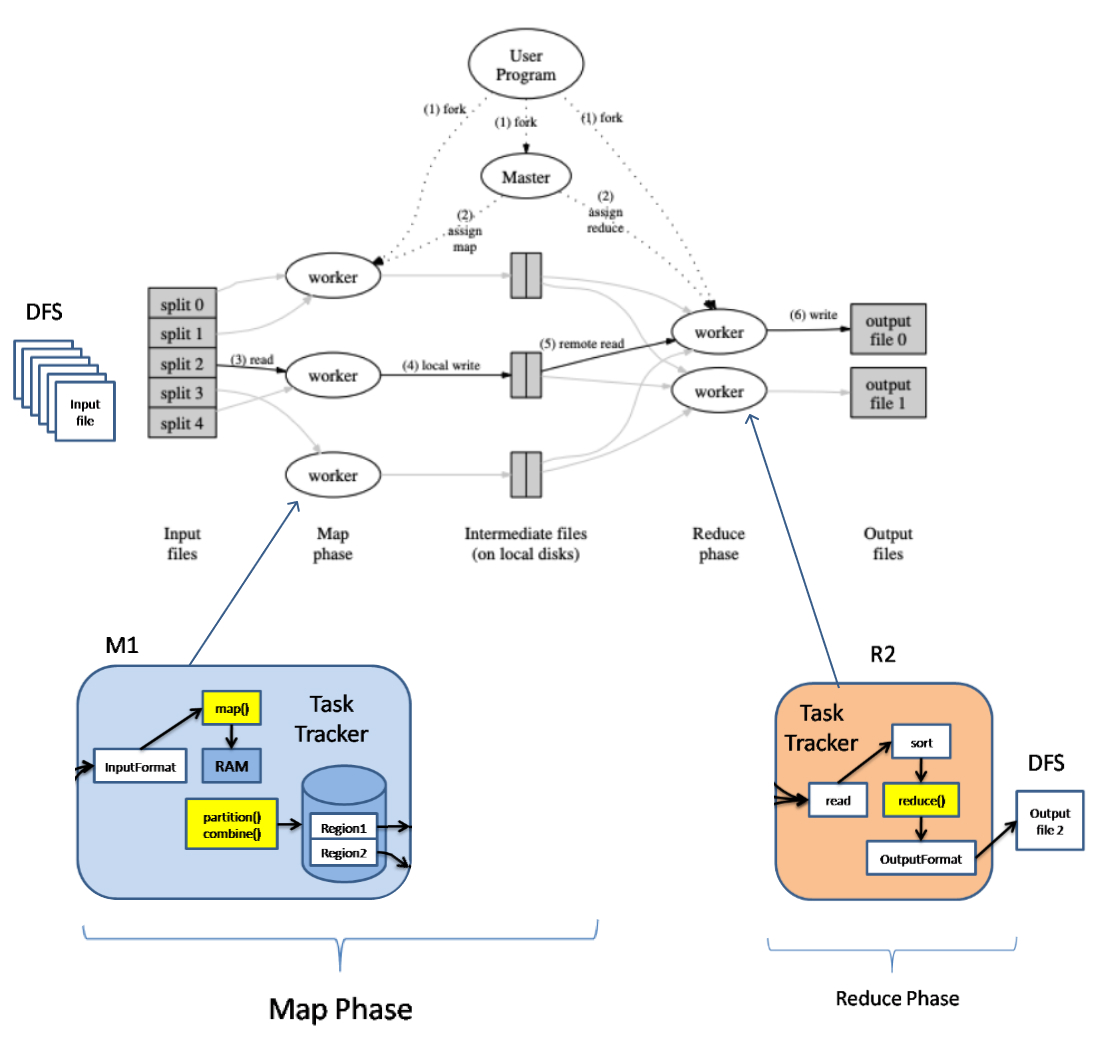 User
Program
(1) fork
(1) fork
(1) fork
Master
(2)
assign
map
(2)
assign
reduce
worker
split 0
split 1
split 2
split 3
split 4
DFS
Input
file
(3) read
worker
(4) local write
(5) remote read
worker
(6) write
output
file 0
worker
output
file 1
worker
Input
files
Map
phase
Intermediate files
(on local disks)
Reduce
phase
Output
files
M1
map()
Task
Tracker
InputFormat
RAM
partition()
combine()
Region1
Region2
R2
Task
Tracker
sort
read
reduce()
OutputFormat
DFS
Output
file 2
Map Phase
Reduce Phase